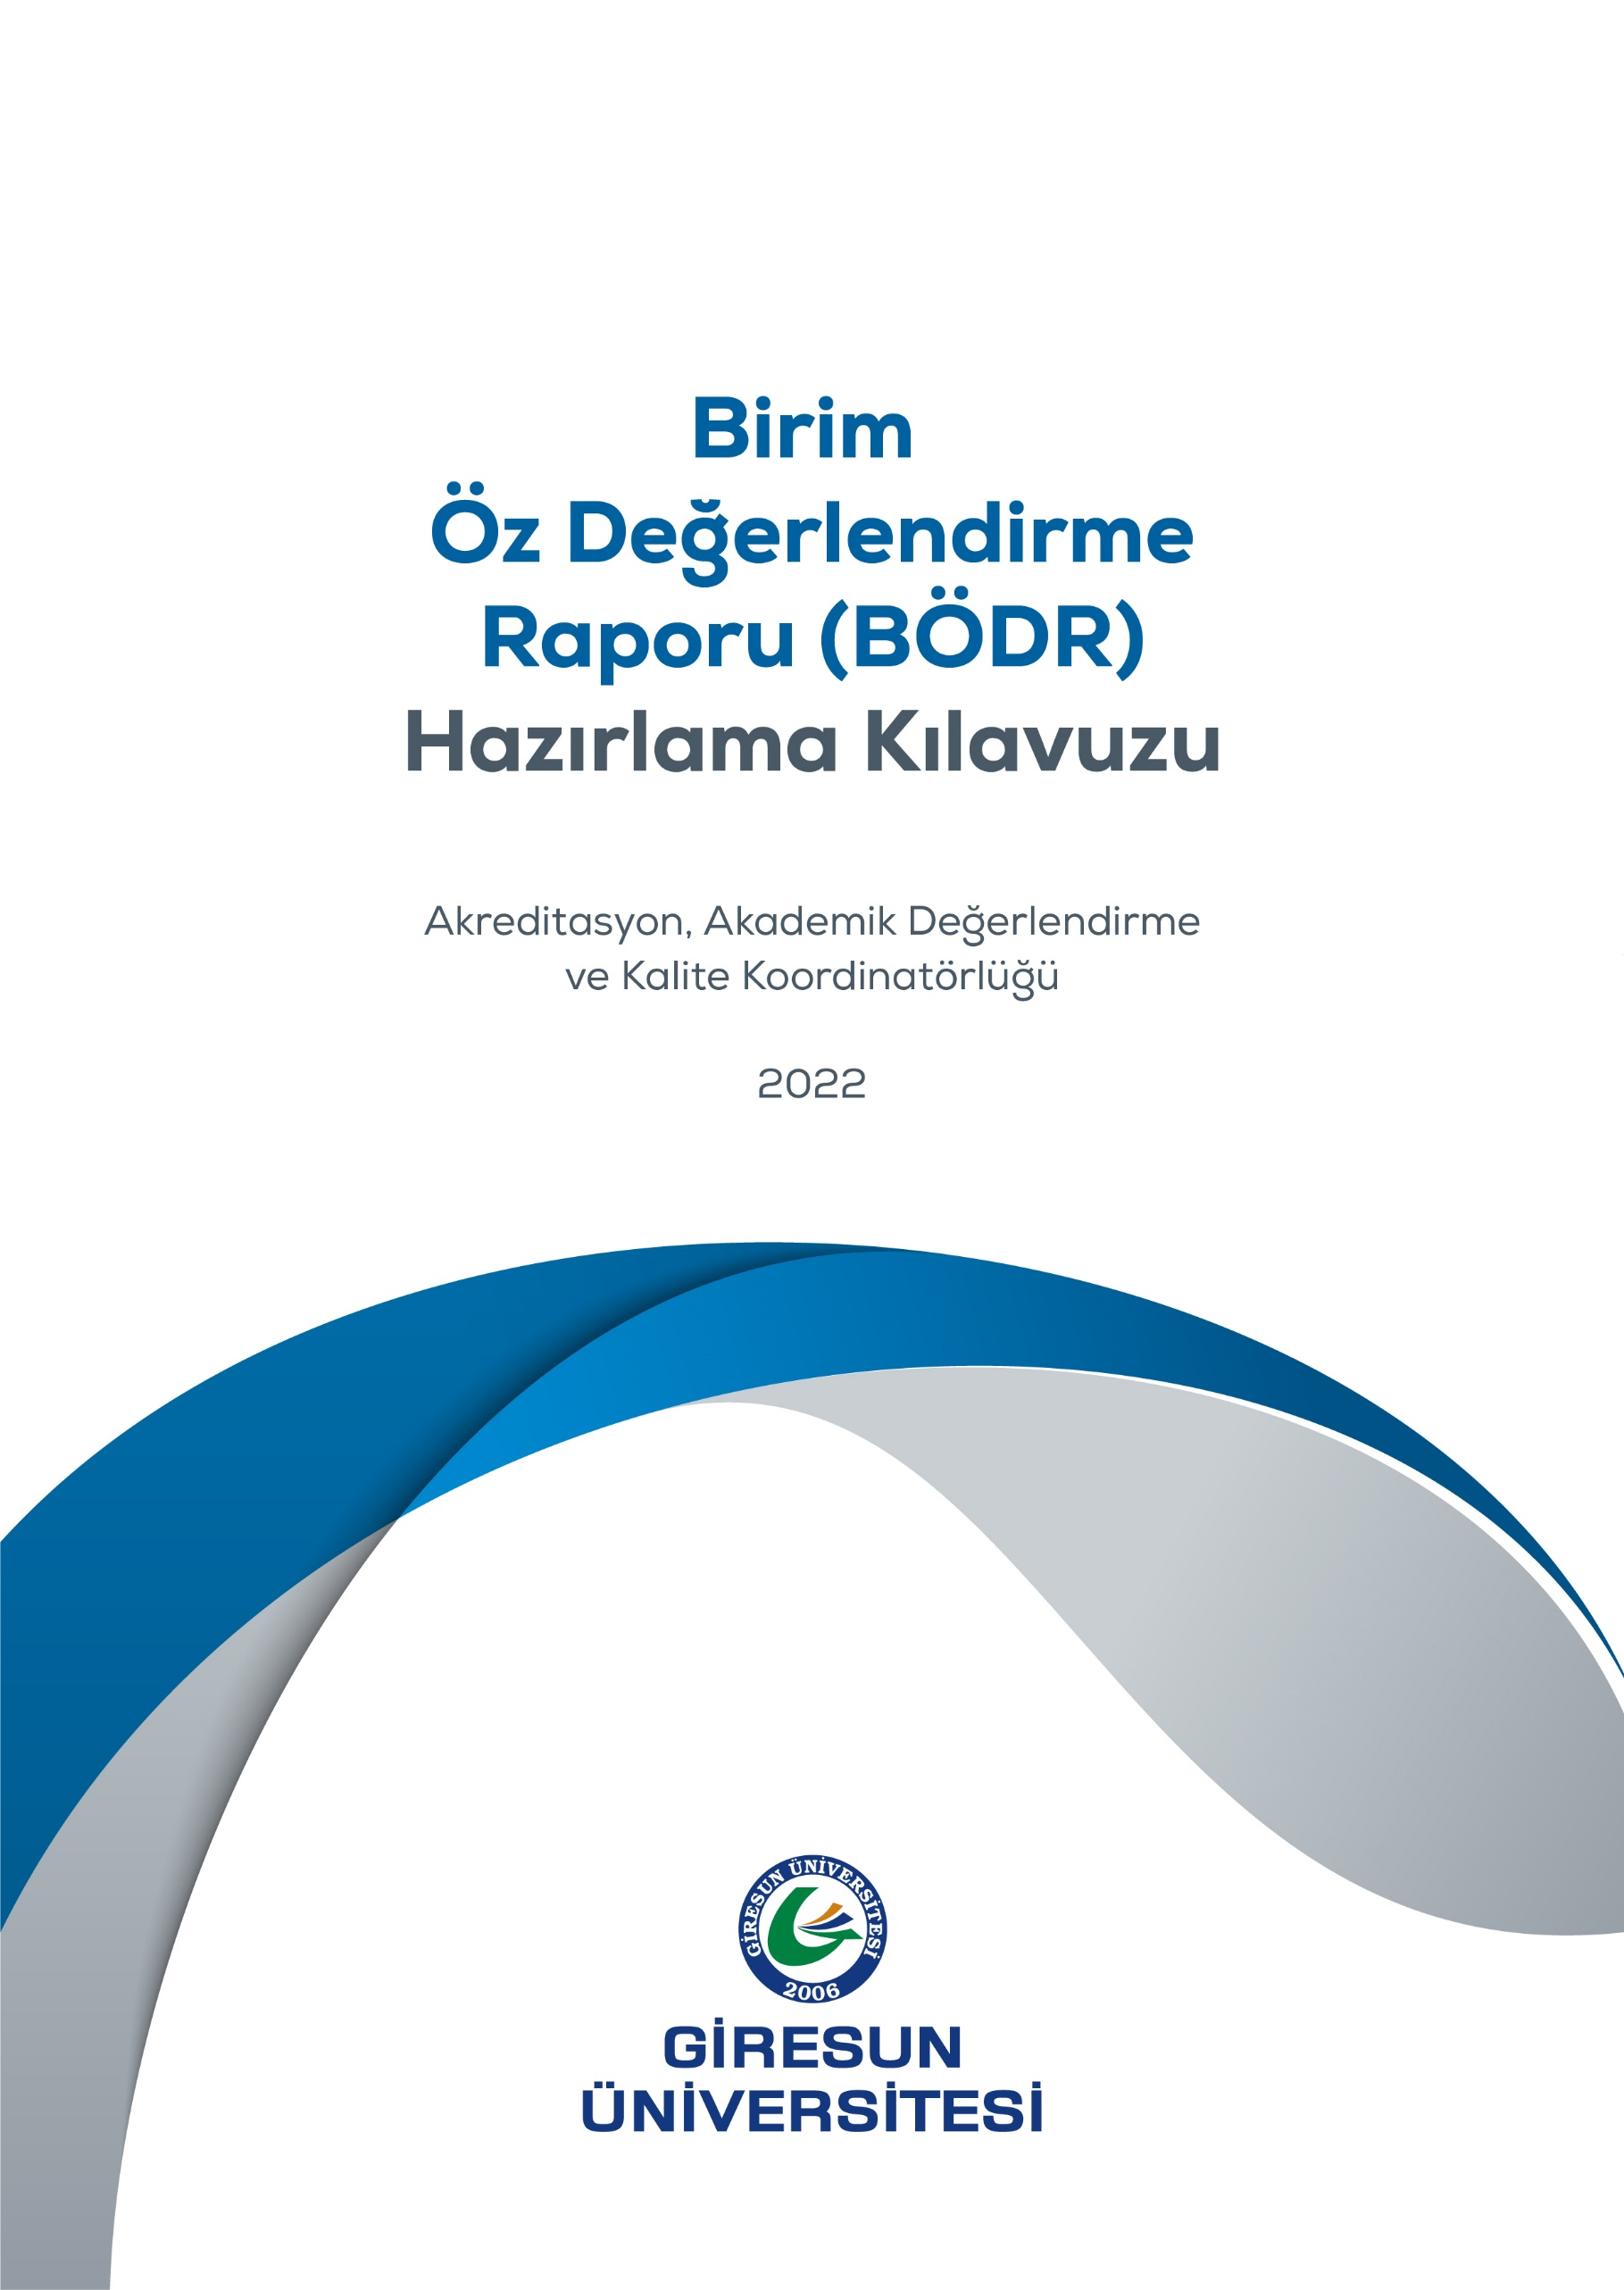 Birim
Öz Değerlendirme
Raporu (BÖDR)
Hazırlama Kılavuzu
Akreditasyon, Akademik Değerlendirme
ve Kalite Koordinatörlüğü
2022
GİRESUN ÜNİVERSİTESİ
2006
GİRESUN
ÜNİVERSİTESİ